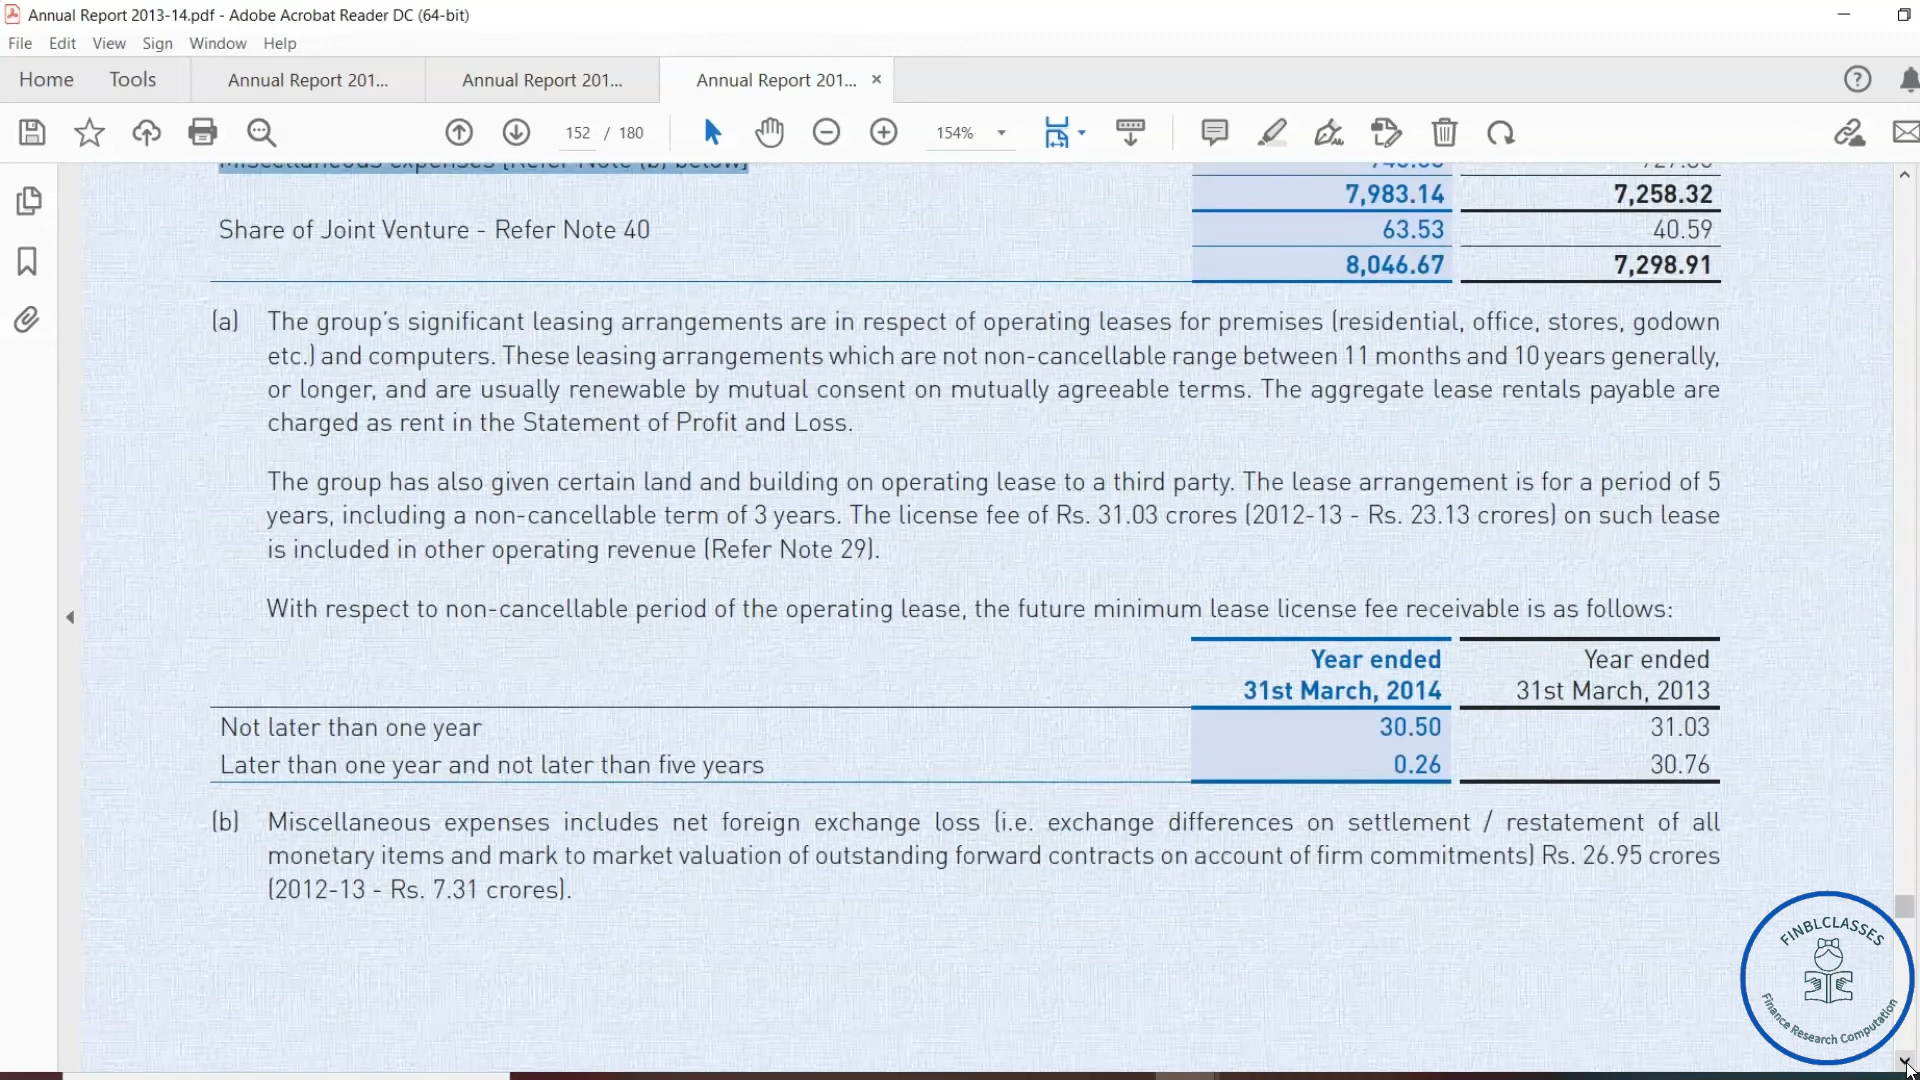 Annual Report 2013-14.pdf - Adobe Acrobat Reader DC (64-bit)
File Edit View Sign Window Help
Home Tools Annual Report 201... Annual Report 201... Annual Report 201... ×
152 / 180 154%
Miscellaneous expenses [Refer Note (b) below]
7,983.14 7,258.32
Share of Joint Venture - Refer Note 40 63.53 40.59
8,046.67 7,298.91
(a) The group's significant leasing arrangements are in respect of operating leases for premises (residential, office, stores, godown
etc.) and computers. These leasing arrangements which are not non-cancellable range between 11 months and 10 years generally,
or longer, and are usually renewable by mutual consent on mutually agreeable terms. The aggregate lease rentals payable are
charged as rent in the Statement of Profit and Loss.
The group has also given certain land and building on operating lease to a third party. The lease arrangement is for a period of 5
years, including a non-cancellable term of 3 years. The license fee of Rs. 31.03 crores (2012-13 - Rs. 23.13 crores) on such lease
is included in other operating revenue (Refer Note 29).
With respect to non-cancellable period of the operating lease, the future minimum lease license fee receivable is as follows:
Year ended Year ended
31st March, 2014 31st March, 2013
Not later than one year 30.50 31.03
Later than one year and not later than five years 0.26 30.76
(b) Miscellaneous expenses includes net foreign exchange loss (i.e. exchange differences on settlement / restatement of all
monetary items and mark to market valuation of outstanding forward contracts on account of firm commitments) Rs. 26.95 crores
(2012-13 - Rs. 7.31 crores).
FINBLCLASSES
Finance Research Computation